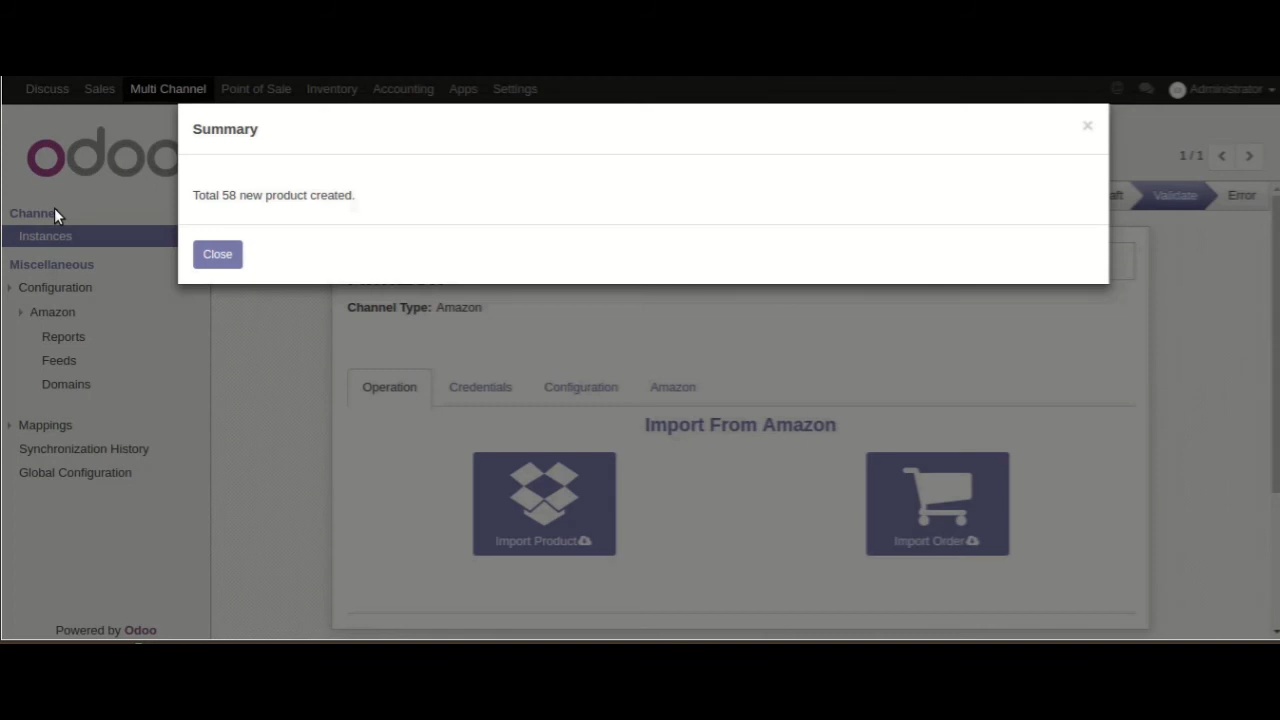 Discuss Sales Multi Channel Point of Sale Inventory Accounting Apps Settings Administrator
Summary ×
Total 58 new product created.
Close
odoo
1 / 1
Validate Error
Channe
Instances
Miscellaneous
Configuration
Amazon
Reports
Feeds
Domains
Mappings
Synchronization History
Global Configuration
Powered by Odoo
Channel Type: Amazon
Operation Credentials Configuration Amazon
Import From Amazon
Import Product Import Order